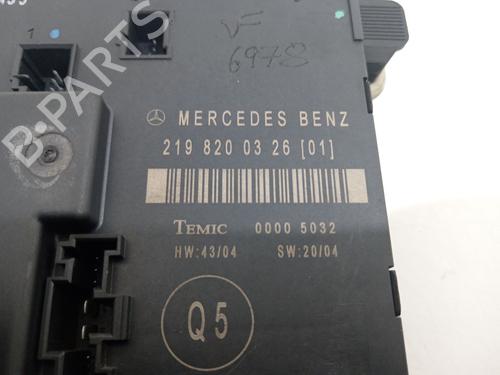 1
V=
6978
MERCEDES BENZ
219 820 03 26 [01]
TEMIC 0000 5032
HW:43/04 SW:20/04
Q5
B-PARTS